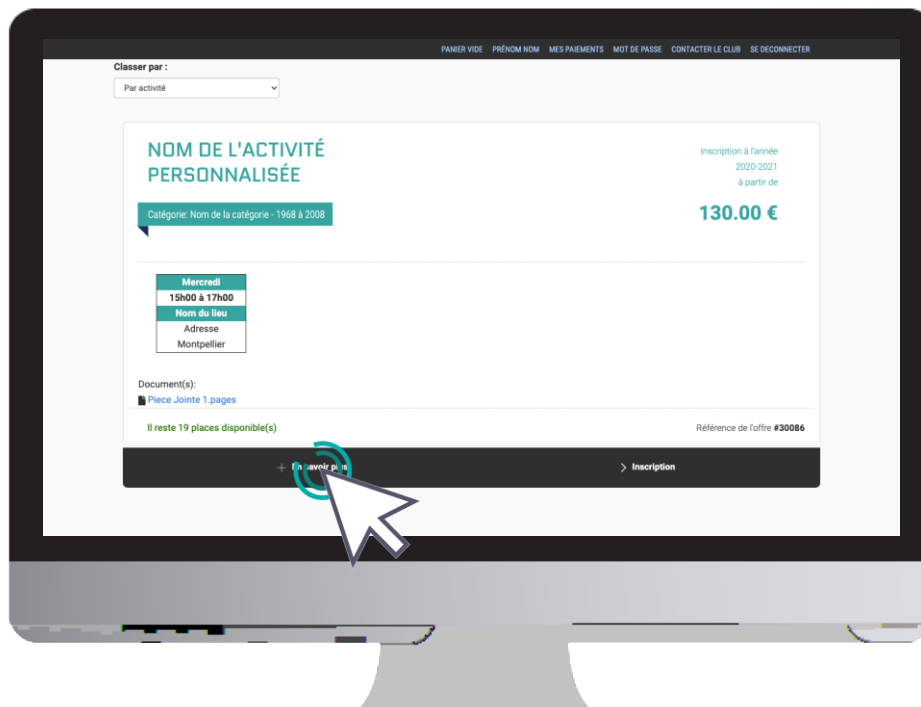 PANIER VIDE PRÉNOM NOM MES PAIEMENTS MOT DE PASSE CONTACTER LE CLUB SE DECONNECTER
Classer par :
Par activité
NOM DE L'ACTIVITÉ
PERSONNALISÉE
Inscription à l'année
2020-2021
à partir de
130.00 €
Catégorie: Nom de la catégorie - 1968 à 2008
Mercredi
15h00 à 17h00
Nom du lieu
Adresse
Montpellier
Document(s):
Piece Jointe 1.pages
Il reste 19 places disponible(s)
Référence de l'offre #30086
+ En savoir plus
> Inscription